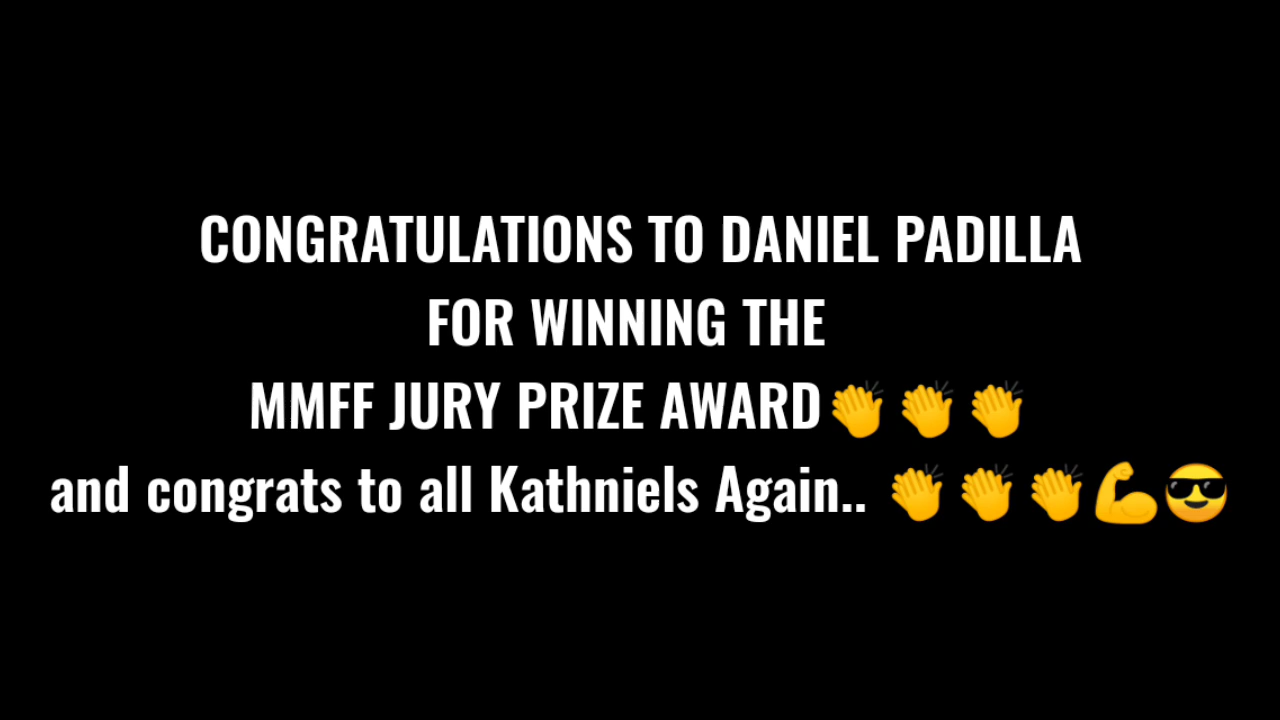 CONGRATULATIONS TO DANIEL PADILLA
FOR WINNING THE
MMFF JURY PRIZE AWARD👏👏👏
and congrats to all Kathniels Again.. 👏👏👏💪😎